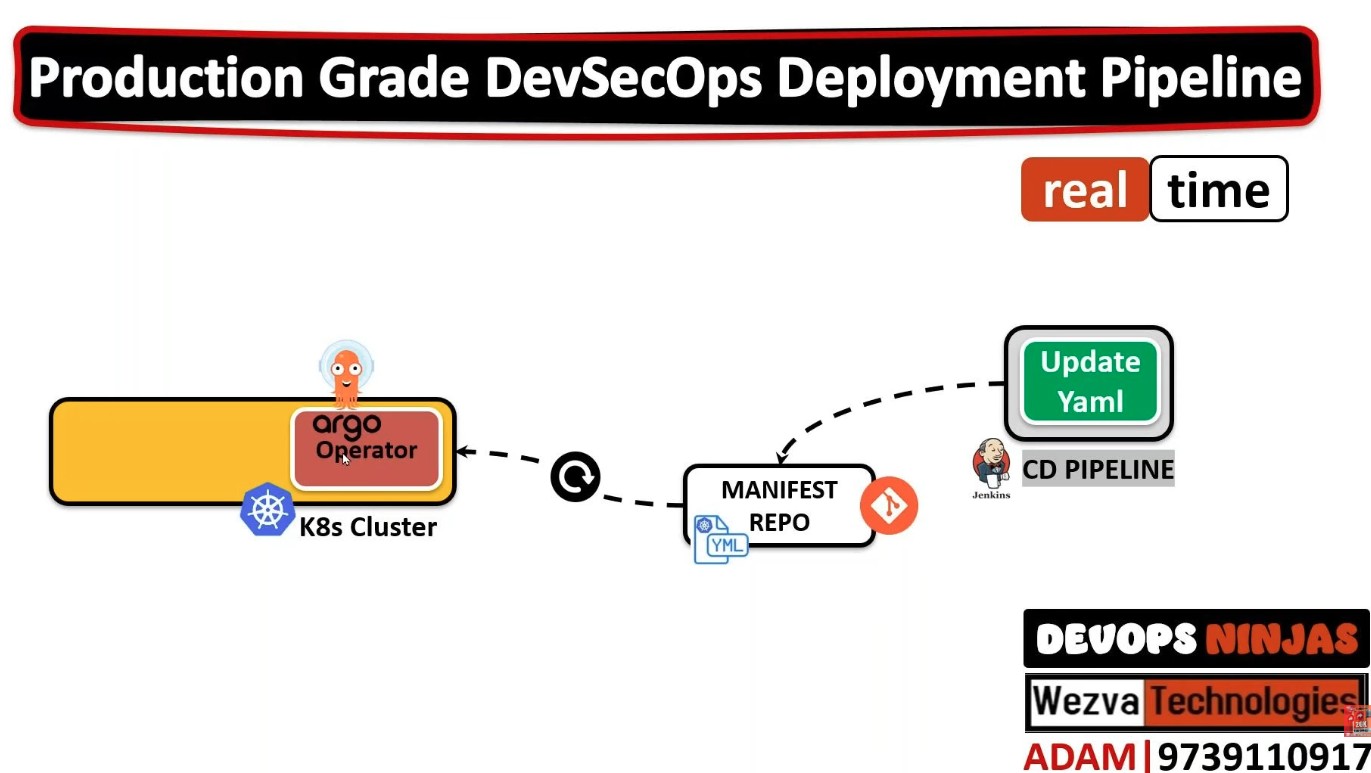 Production Grade DevSecOps Deployment Pipeline
real time
Update
Yaml
argo
Operator
MANIFEST
REPO
YML
Jenkins
CD PIPELINE
K8s Cluster
DEVOPS NINJAS
Wezva Technologies
ADAM|9739110917